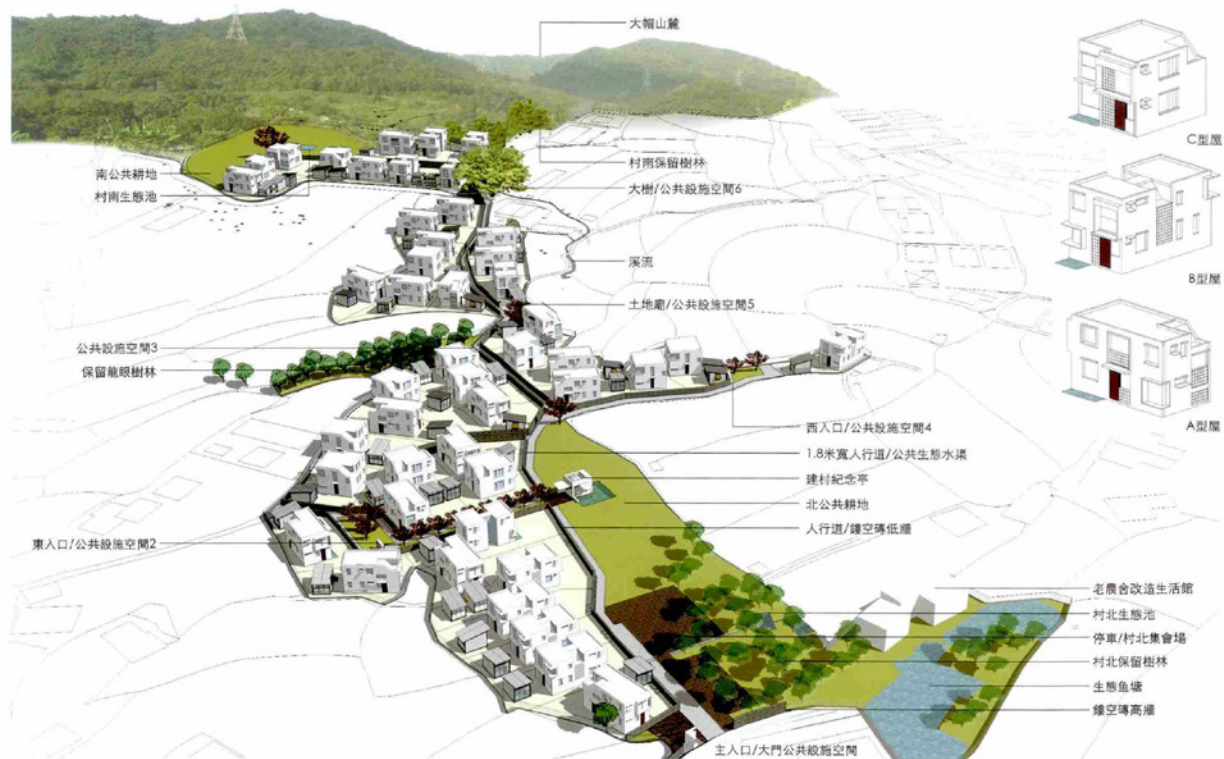 大帽山麓
C型屋
南公共耕地
村南保留樹林
村南生態池
大樹/公共設施空間6
溪流
B型屋
土地廟/公共設施空間5
公共設施空間3
保留龍眼樹林
A型屋
西入口/公共設施空間4
1.8米寬人行道/公共生態水渠
建村紀念亭
北公共耕地
人行道/鏤空磚低牆
東入口/公共設施空間2
老農舍改造生活館
村北生態池
停車/村北集會場
村北保留樹林
生態魚塘
鏤空磚高牆
主入口/大門公共設施空間